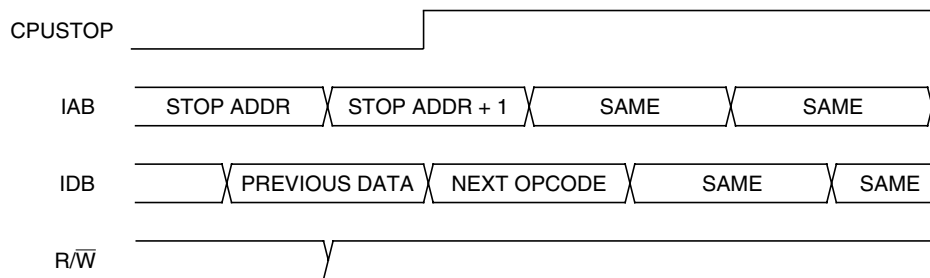 CPUSTOP
IAB STOP ADDR STOP ADDR + 1 SAME SAME
IDB PREVIOUS DATA NEXT OPCODE SAME SAME
R/W̅